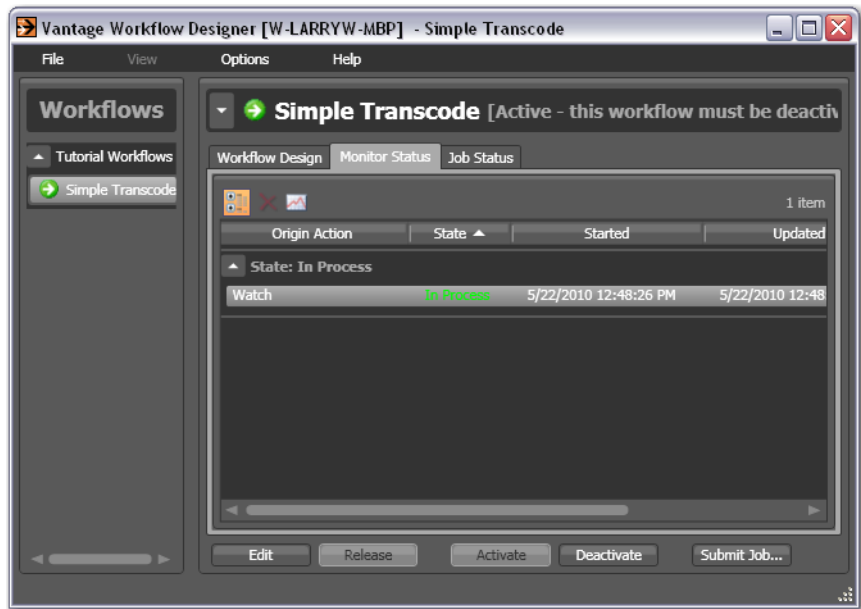 Vantage Workflow Designer [W-LARRYW-MBP] - Simple Transcode
File View Options Help
Workflows
Tutorial Workflows
Simple Transcode
Simple Transcode [Active - this workflow must be deactiv
Workflow Design Monitor Status Job Status
1 item
Origin Action State Started Updated
State: In Process
Watch In Process 5/22/2010 12:48:26 PM 5/22/2010 12:48
Edit Release Activate Deactivate Submit Job...